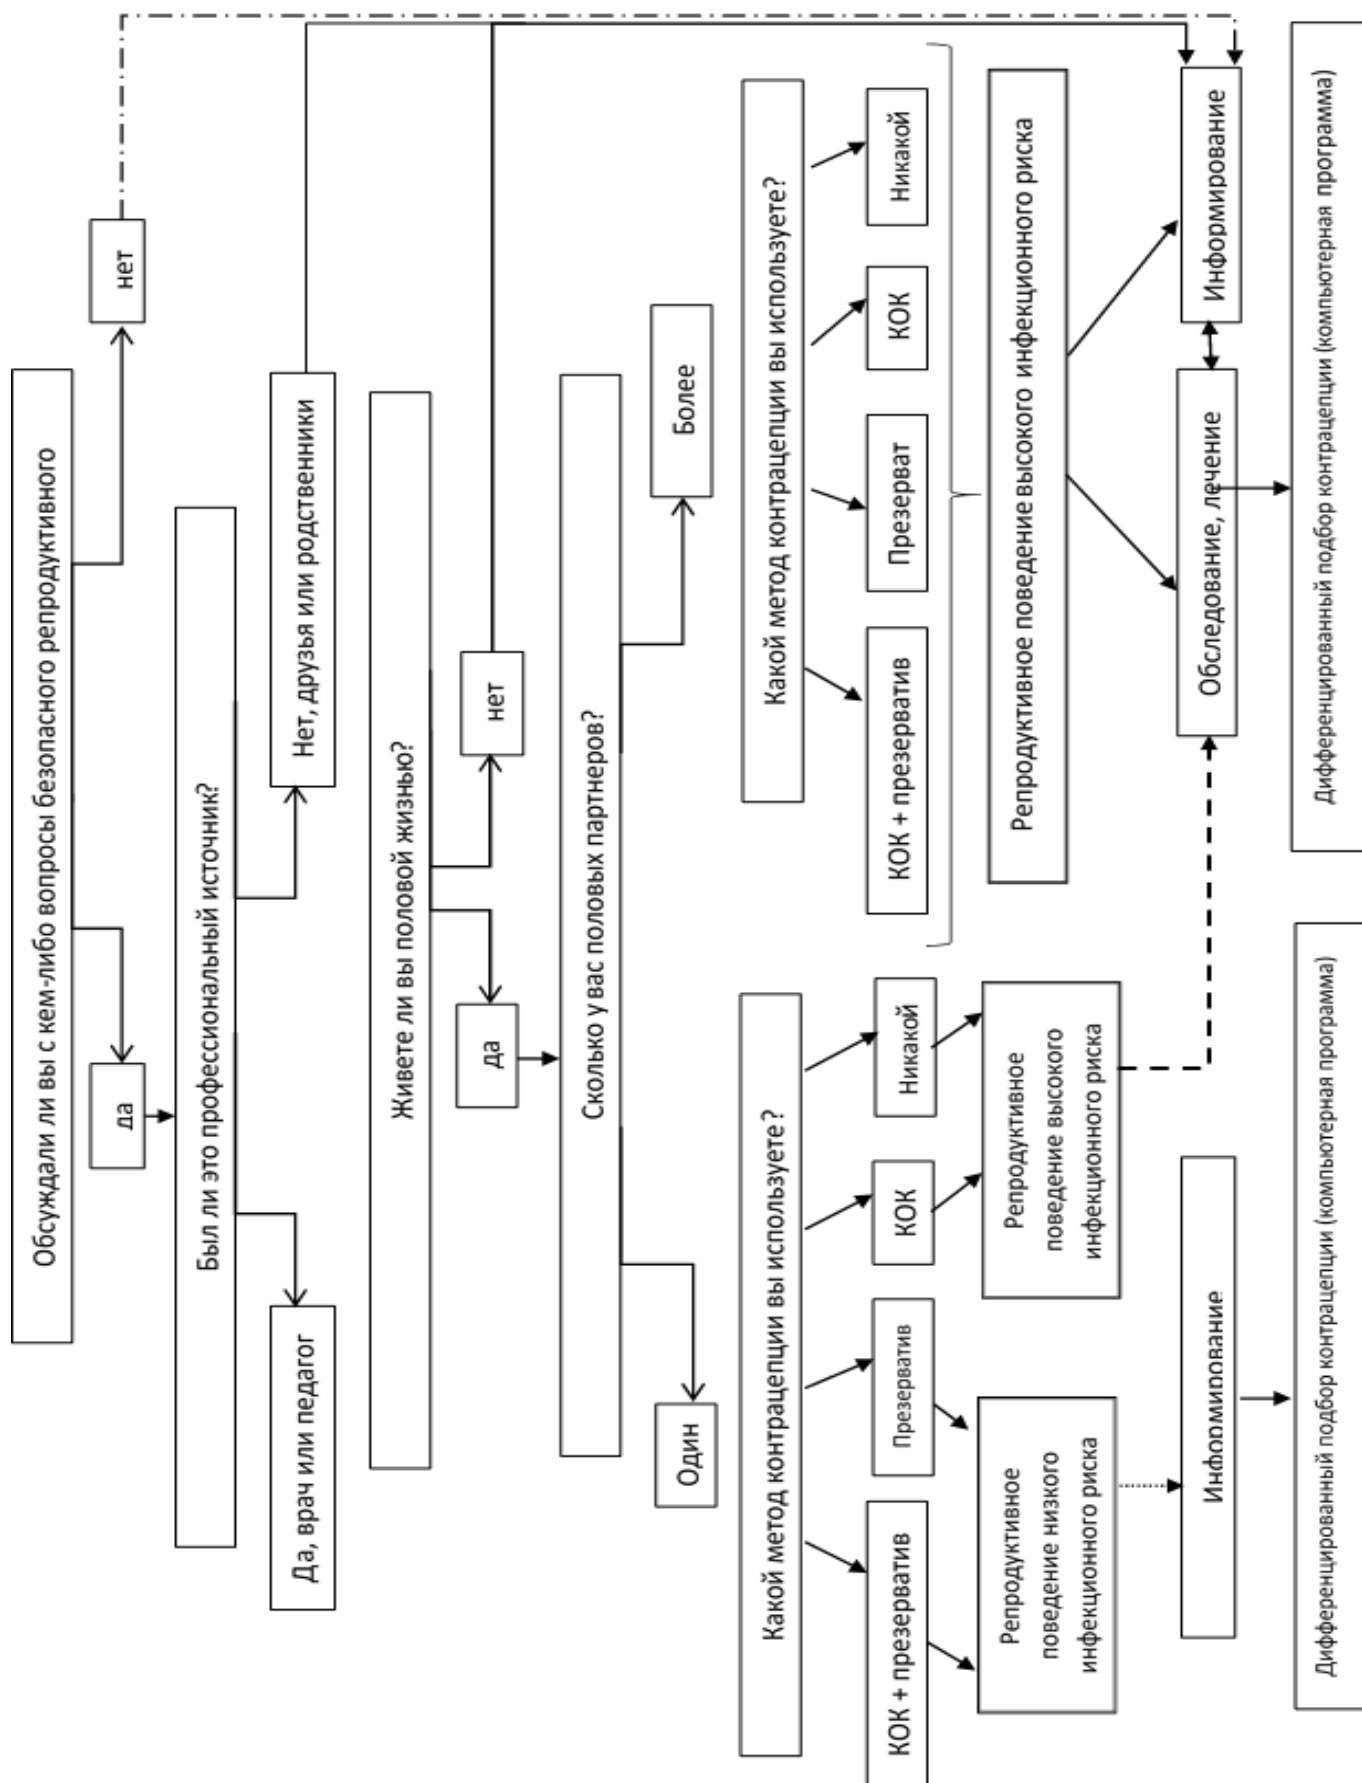 Обсуждали ли вы с кем-либо вопросы безопасного репродуктивного
да
нет
Был ли это профессиональный источник?
Да, врач или педагог
Нет, друзья или родственники
Живете ли вы половой жизнью?
да
нет
Сколько у вас половых партнеров?
Один
Более
Какой метод контрацепции вы используете?
Какой метод контрацепции вы используете?
КОК + презерватив
Презерватив
КОК
Никакой
КОК + презерватив
Презерват
КОК
Никакой
Репродуктивное
поведение низкого
инфекционного риска
Репродуктивное
поведение высокого
инфекционного риска
Репродуктивное поведение высокого инфекционного риска
Информирование
Обследование, лечение
Информирование
Дифференцированный подбор контрацепции (компьютерная программа)
Дифференцированный подбор контрацепции (компьютерная программа)